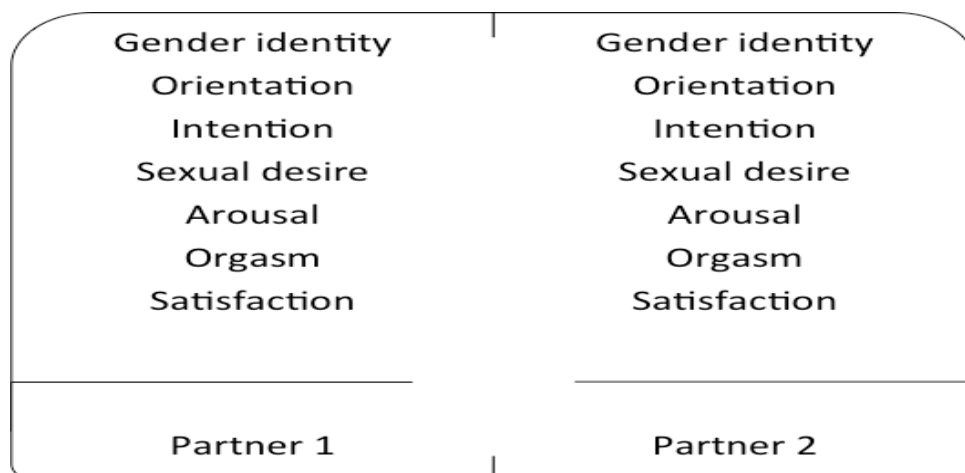 Gender identity Gender identity
Orientation Orientation
Intention Intention
Sexual desire Sexual desire
Arousal Arousal
Orgasm Orgasm
Satisfaction Satisfaction
Partner 1 Partner 2